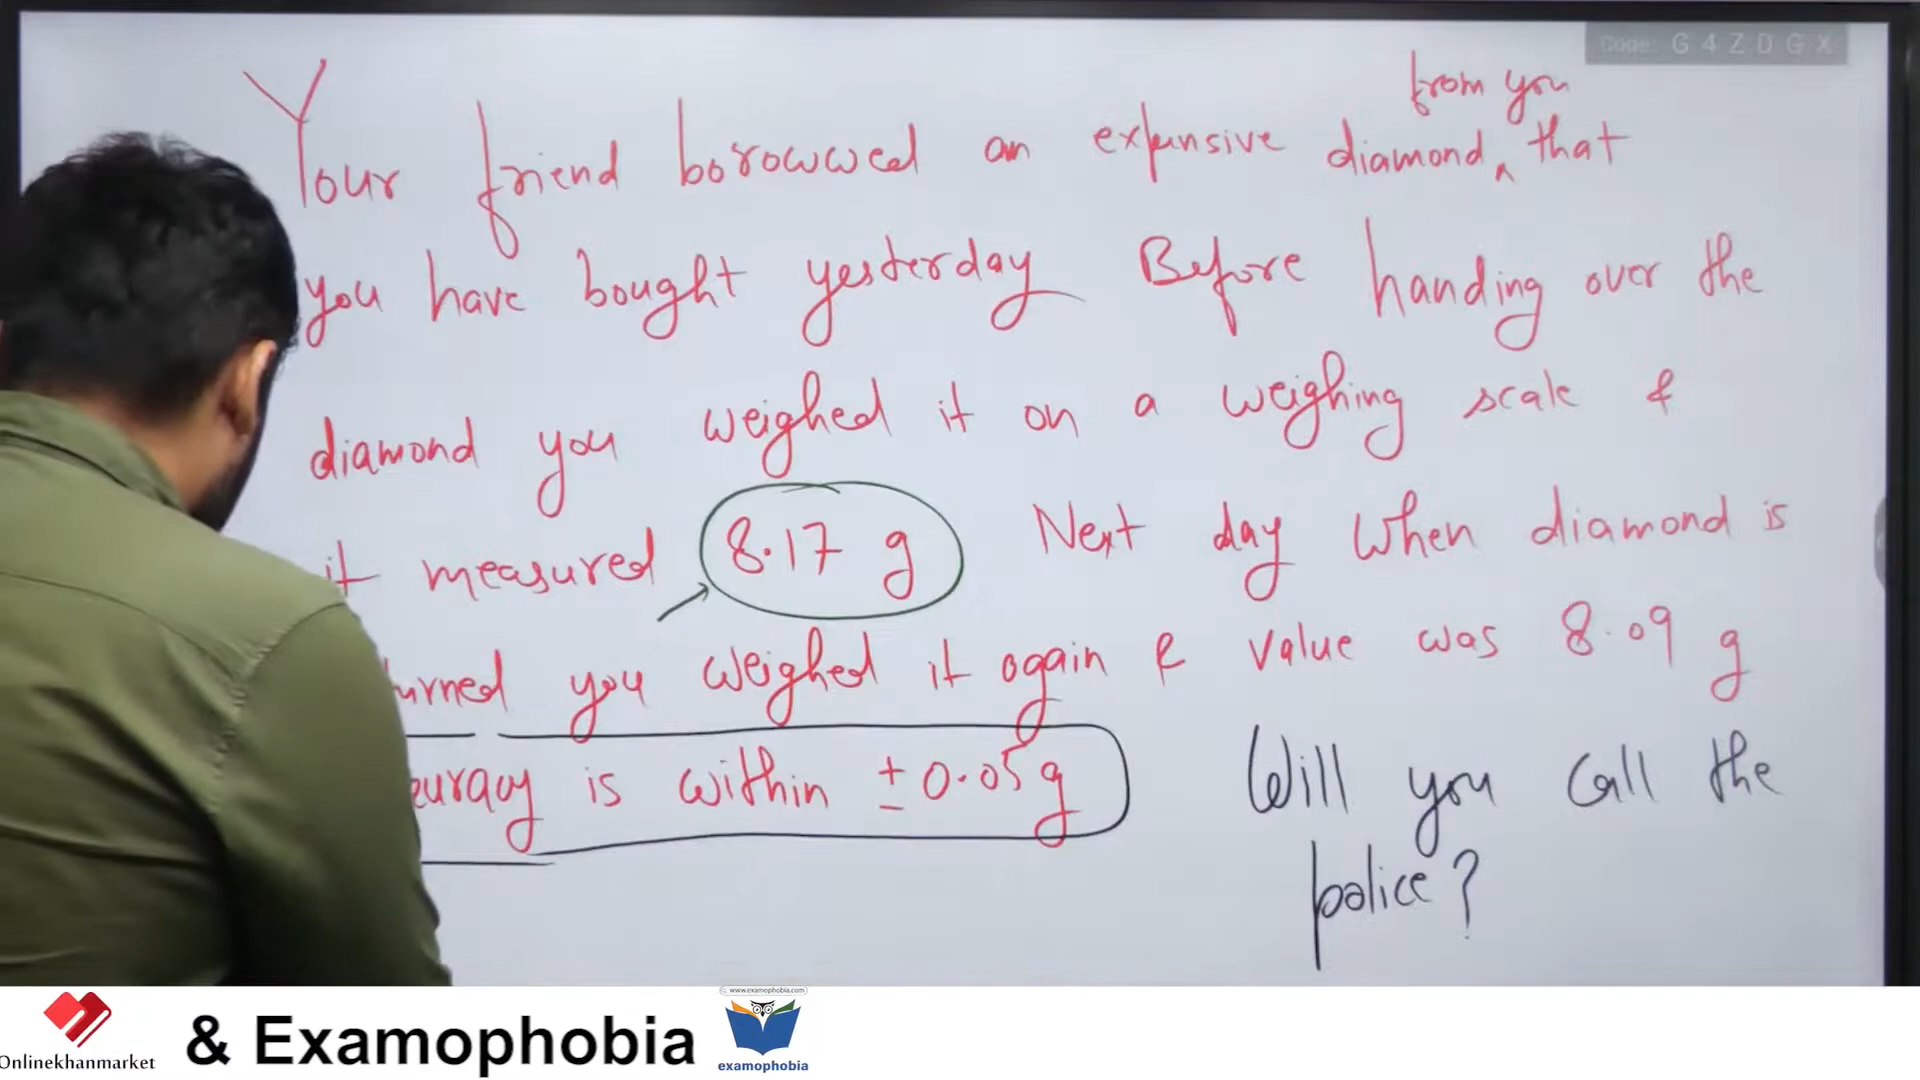 Code: G 4 Z D G X
from you
Your friend borowwed an expensive diamond ^ that
you have bought yesterday Before handing over the
diamond you weighed it on a weighing scale &
it measured 8.17 g Next day When diamond is
urned you weighed it again & value was 8.09 g
curacy is within ± 0.05 g Will you call the
police?
Onlinekhanmarket
& Examophobia
www.examophobia.com
examophobia